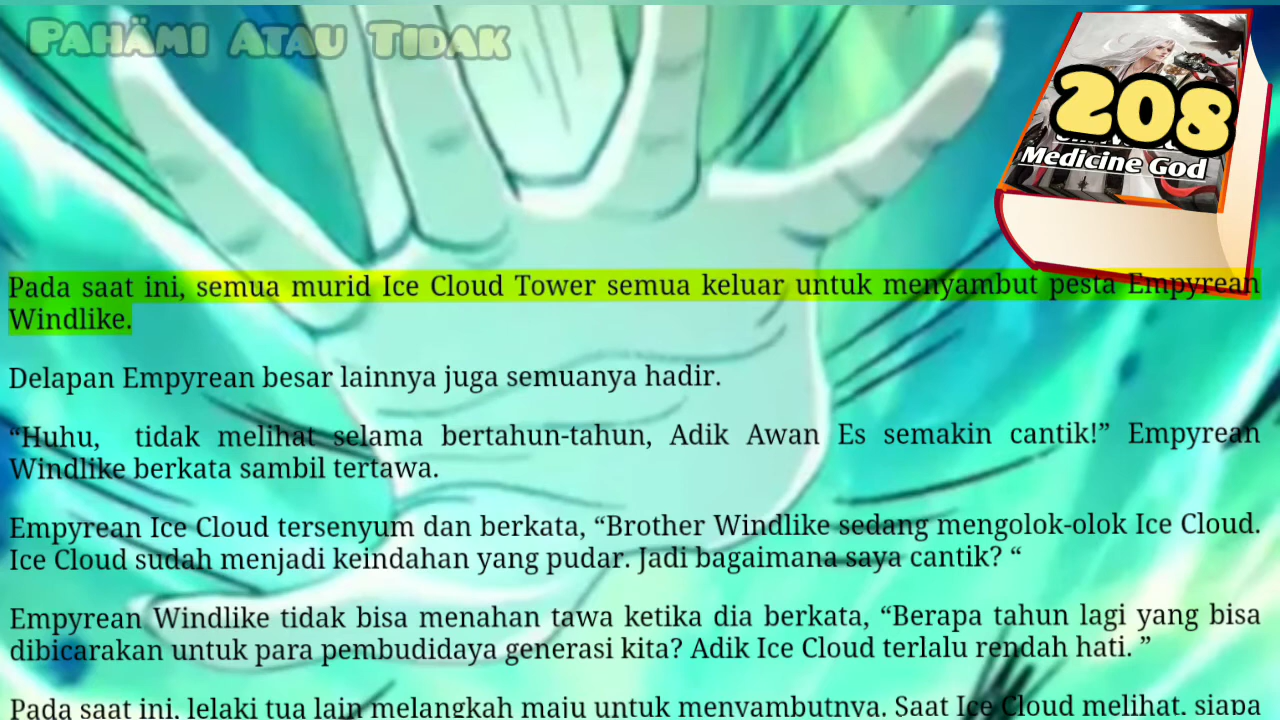 Pahämi Atau Tidak
208
Medicine God
Pada saat ini, semua murid Ice Cloud Tower semua keluar untuk menyambut pesta Empyrean
Windlike.
Delapan Empyrean besar lainnya juga semuanya hadir.
“Huhu, tidak melihat selama bertahun-tahun, Adik Awan Es semakin cantik!” Empyrean
Windlike berkata sambil tertawa.
Empyrean Ice Cloud tersenyum dan berkata, “Brother Windlike sedang mengolok-olok Ice Cloud.
Ice Cloud sudah menjadi keindahan yang pudar. Jadi bagaimana saya cantik? “
Empyrean Windlike tidak bisa menahan tawa ketika dia berkata, “Berapa tahun lagi yang bisa
dibicarakan untuk para pembudidaya generasi kita? Adik Ice Cloud terlalu rendah hati. ”
Pada saat ini, lelaki tua lain melangkah maju untuk menyambutnya. Saat Ice Cloud melihat, siapa